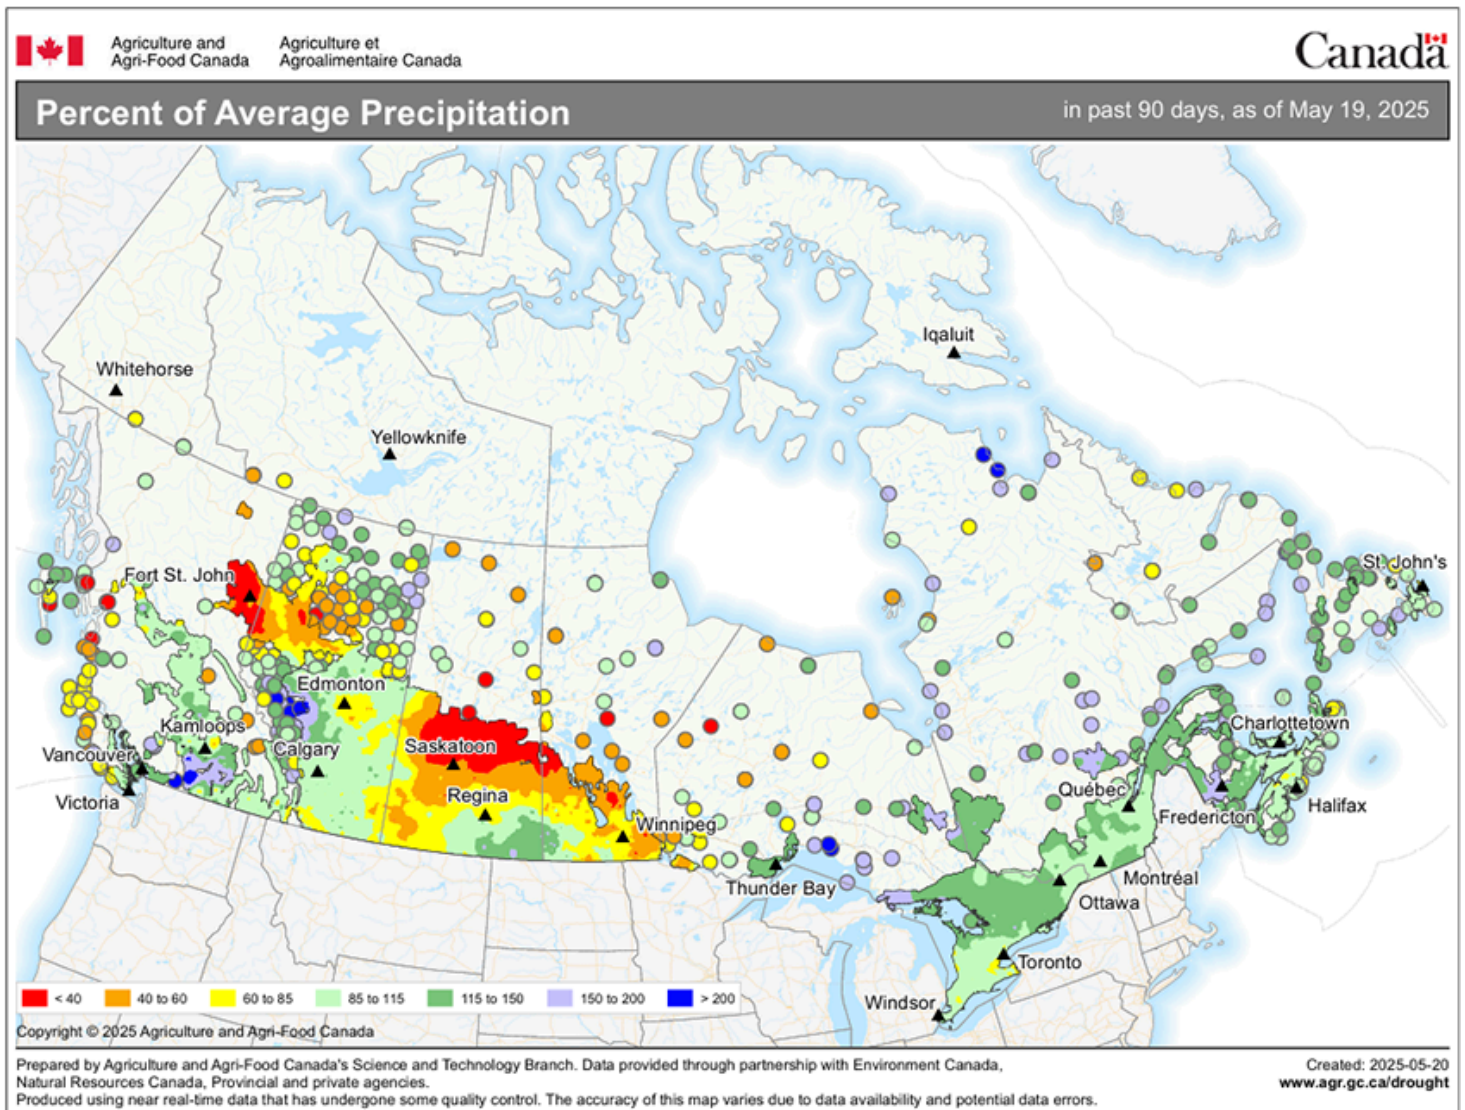 Agriculture and Agriculture et
Agri-Food Canada Agroalimentaire Canada
Canada
Percent of Average Precipitation in past 90 days, as of May 19, 2025
Iqaluit
Whitehorse
Yellowknife
St. John's
Fort St. John
Edmonton
Charlottetown
Kamloops
Saskatoon
Calgary
Vancouver
Québec
Regina
Victoria
Halifax
Fredericton
Winnipeg
Montréal
Thunder Bay
Ottawa
Toronto
Windsor
< 40 40 to 60 60 to 85 85 to 115 115 to 150 150 to 200 > 200
Copyright © 2025 Agriculture and Agri-Food Canada
Prepared by Agriculture and Agri-Food Canada's Science and Technology Branch. Data provided through partnership with Environment Canada, Created: 2025-05-20
Natural Resources Canada, Provincial and private agencies. www.agr.gc.ca/drought
Produced using near real-time data that has undergone some quality control. The accuracy of this map varies due to data availability and potential data errors.